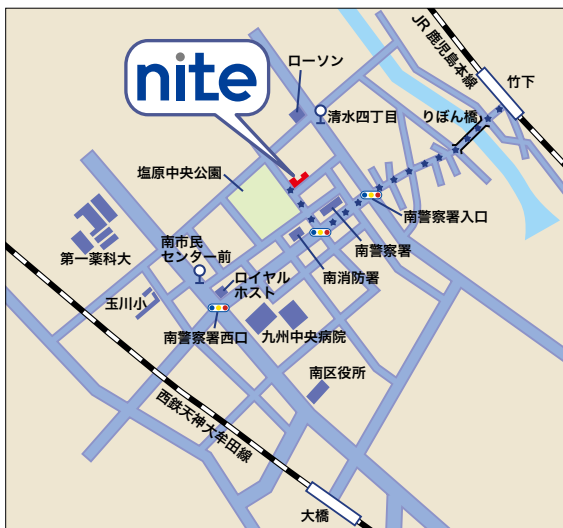 nite
ローソン
JR 鹿児島本線
竹下
清水四丁目
りぼん橋
塩原中央公園
南警察署入口
南警察署
第一薬科大
南市民
センター前
南消防署
ロイヤル
ホスト
玉川小
南警察署西口
九州中央病院
南区役所
西鉄天神大牟田線
大橋